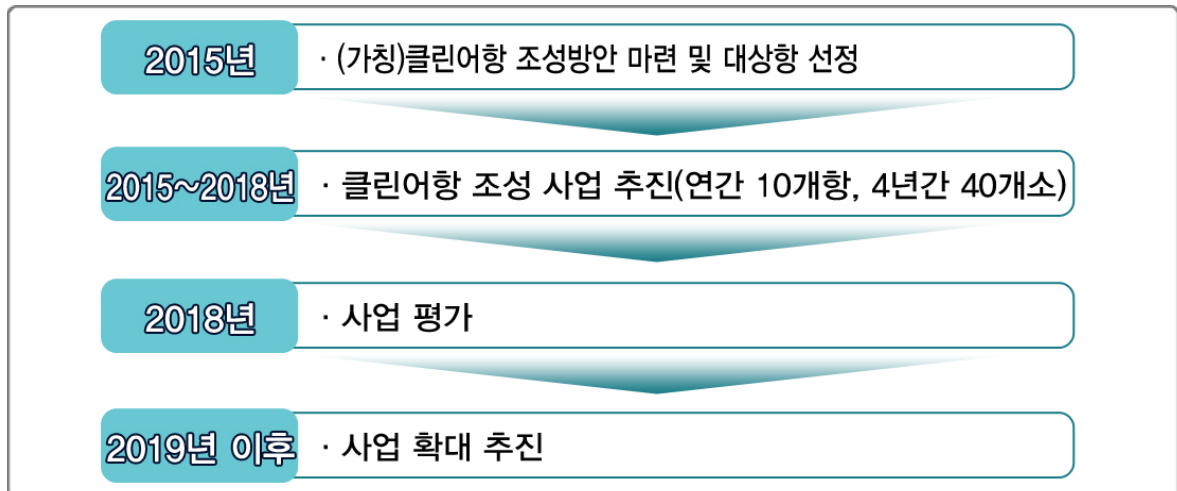 2015년 · (가칭)클린어항 조성방안 마련 및 대상항 선정
2015~2018년 · 클린어항 조성 사업 추진(연간 10개항, 4년간 40개소)
2018년 · 사업 평가
2019년 이후 · 사업 확대 추진